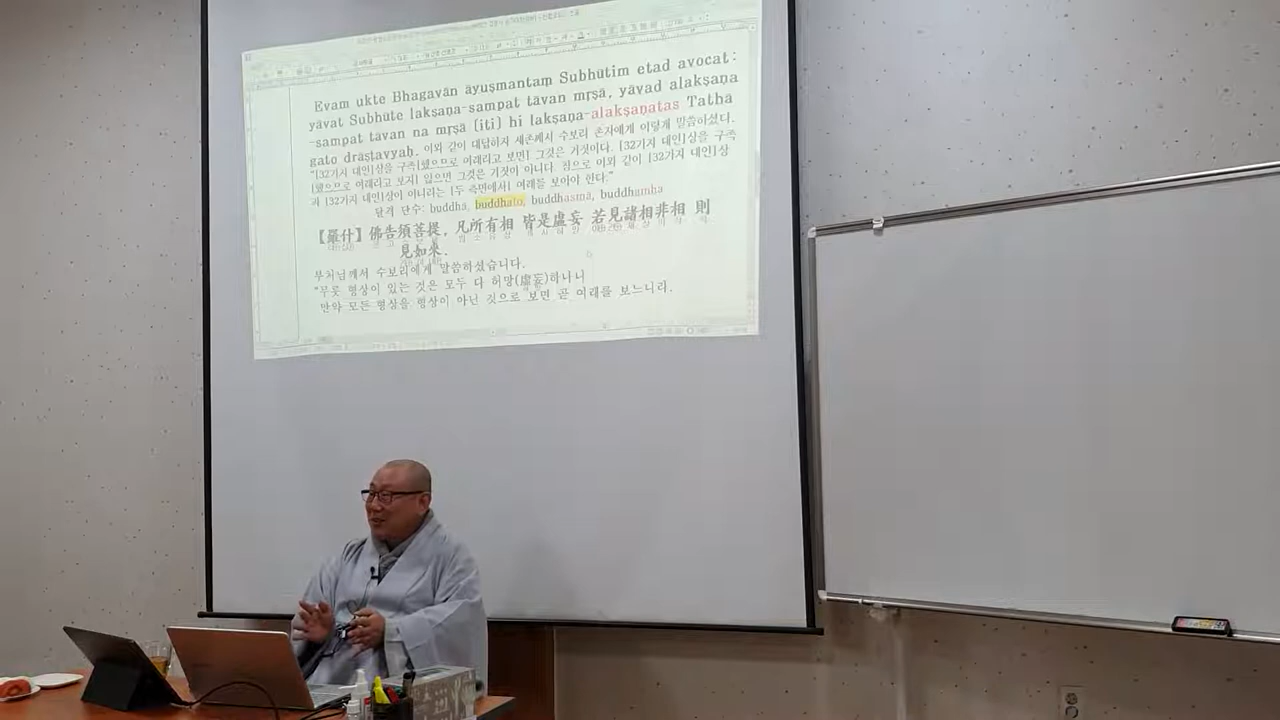 Evam ukte Bhagavān āyuṣmantaṃ Subhūtim etad avocat:
yāvat Subhūte lakṣaṇa-sampat tāvan mṛṣā, yāvad alakṣaṇa
-sampat tāvan na mṛṣā (iti) hi lakṣaṇa-alakṣaṇatas Tathā
gato draṣṭavyaḥ. 이와 같이 대답하자 세존께서 수보리 존자에게 이렇게 말씀하셨다.
"[32가지 대인]상을 구족[했으므로 여래라고 보면] 그것은 거짓이다. [32가지 대인]상을 구족
[했으므로 여래라고 보지] 않으면 그것은 거짓이 아니다. 참으로 이와 같이 [32가지 대인]상
과 [32가지 대인]상이 아니라는 [두 측면에서] 여래를 보아야 한다."
탈격 단수: buddhā, buddhato, buddhasmā, buddhamhā
【羅什】 佛告須菩提, 凡所有相 皆是虛妄 若見諸相非相 則
見如來.
부처님께서 수보리에게 말씀하셨습니다.
"무릇 형상이 있는 것은 모두 다 허망(虛妄)하나니
만약 모든 형상을 형상이 아닌 것으로 보면 곧 여래를 보느니라.